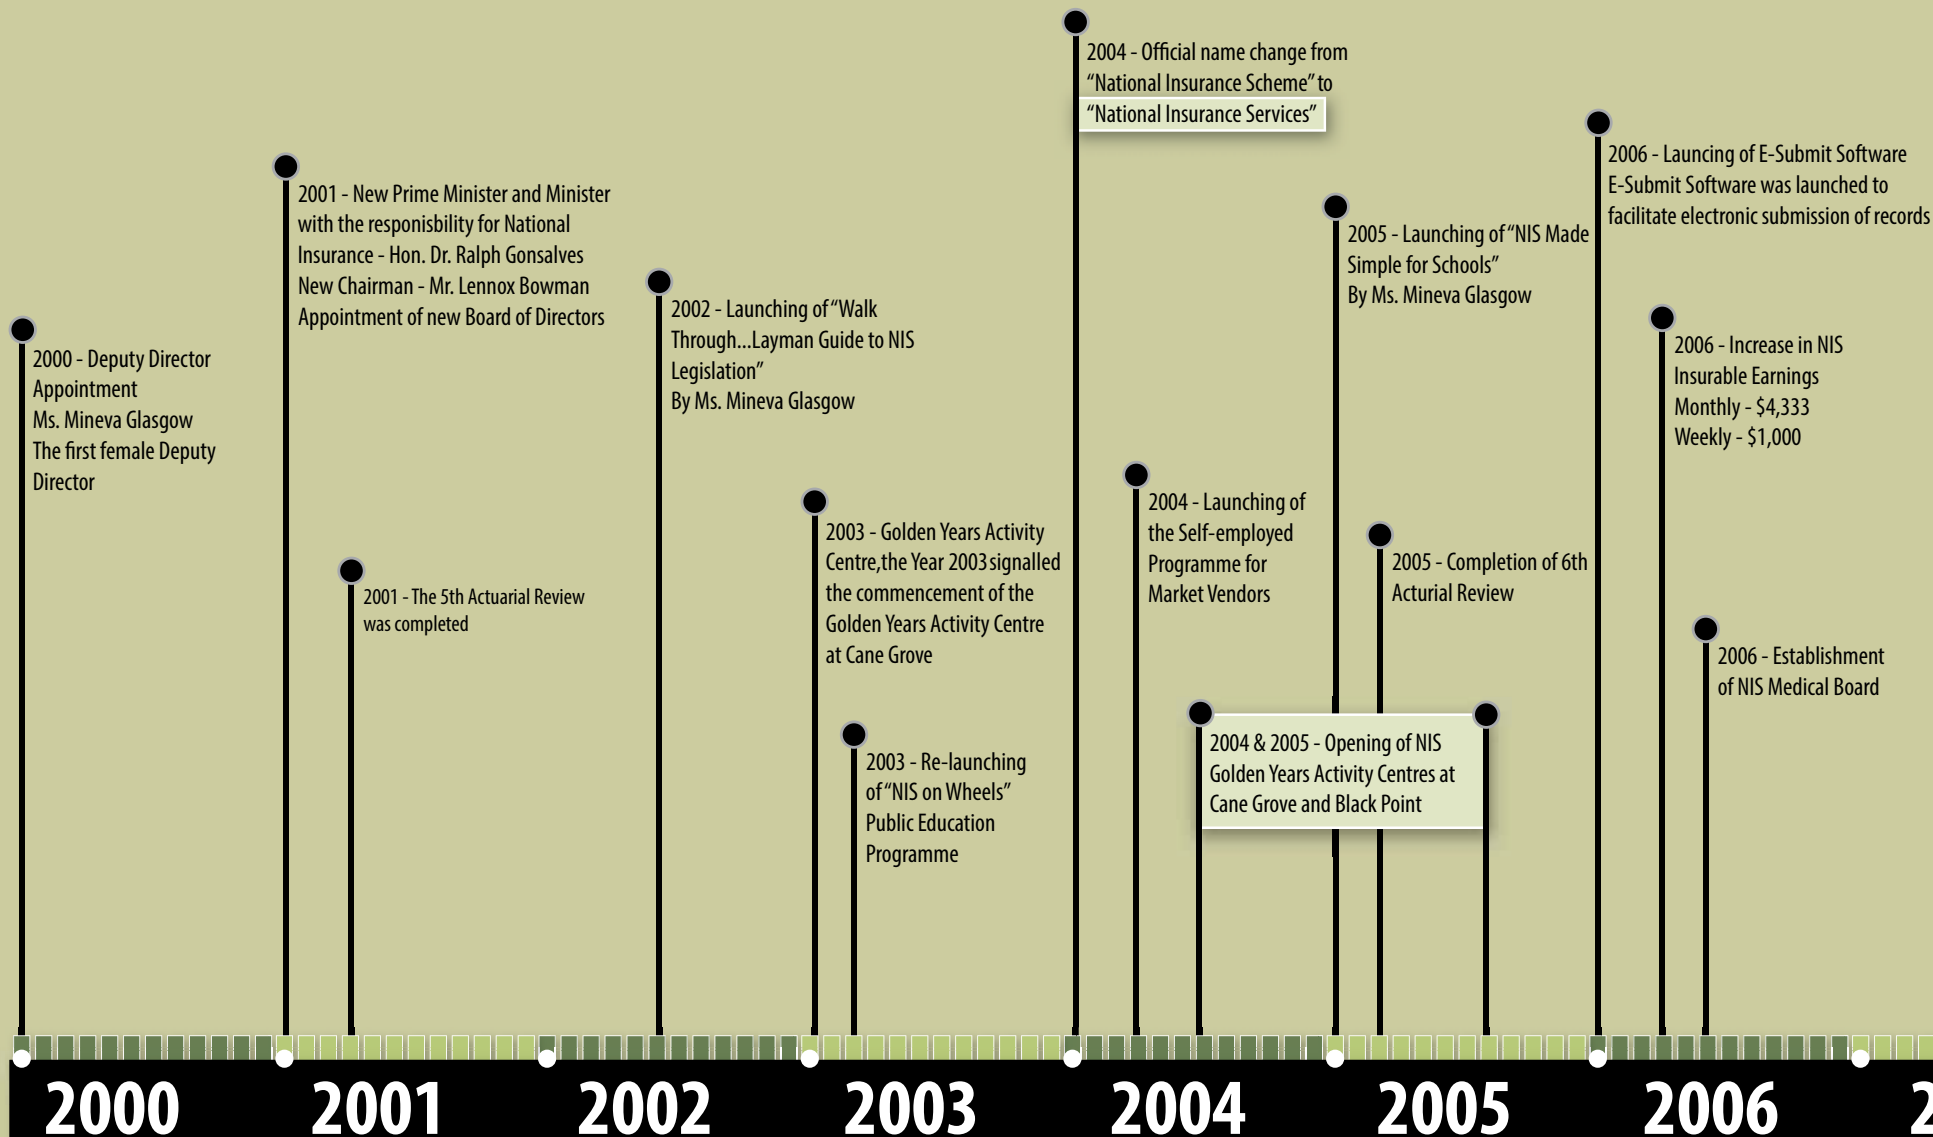 2000 - Deputy Director
Appointment
Ms. Mineva Glasgow
The first female Deputy
Director
2001 - New Prime Minister and Minister
with the responisbility for National
Insurance - Hon. Dr. Ralph Gonsalves
New Chairman - Mr. Lennox Bowman
Appointment of new Board of Directors
2001 - The 5th Actuarial Review
was completed
2002 - Launching of “Walk
Through...Layman Guide to NIS
Legislation”
By Ms. Mineva Glasgow
2003 - Golden Years Activity
Centre,the Year 2003 signalled
the commencement of the
Golden Years Activity Centre
at Cane Grove
2003 - Re-launching
of “NIS on Wheels”
Public Education
Programme
2004 - Official name change from
“National Insurance Scheme” to
“National Insurance Services”
2004 - Launching of
the Self-employed
Programme for
Market Vendors
2004 & 2005 - Opening of NIS
Golden Years Activity Centres at
Cane Grove and Black Point
2005 - Launching of “NIS Made
Simple for Schools”
By Ms. Mineva Glasgow
2005 - Completion of 6th
Acturial Review
2006 - Launcing of E-Submit Software
E-Submit Software was launched to
facilitate electronic submission of records
2006 - Increase in NIS
Insurable Earnings
Monthly - $4,333
Weekly - $1,000
2006 - Establishment
of NIS Medical Board
2000 2001 2002 2003 2004 2005 2006 2